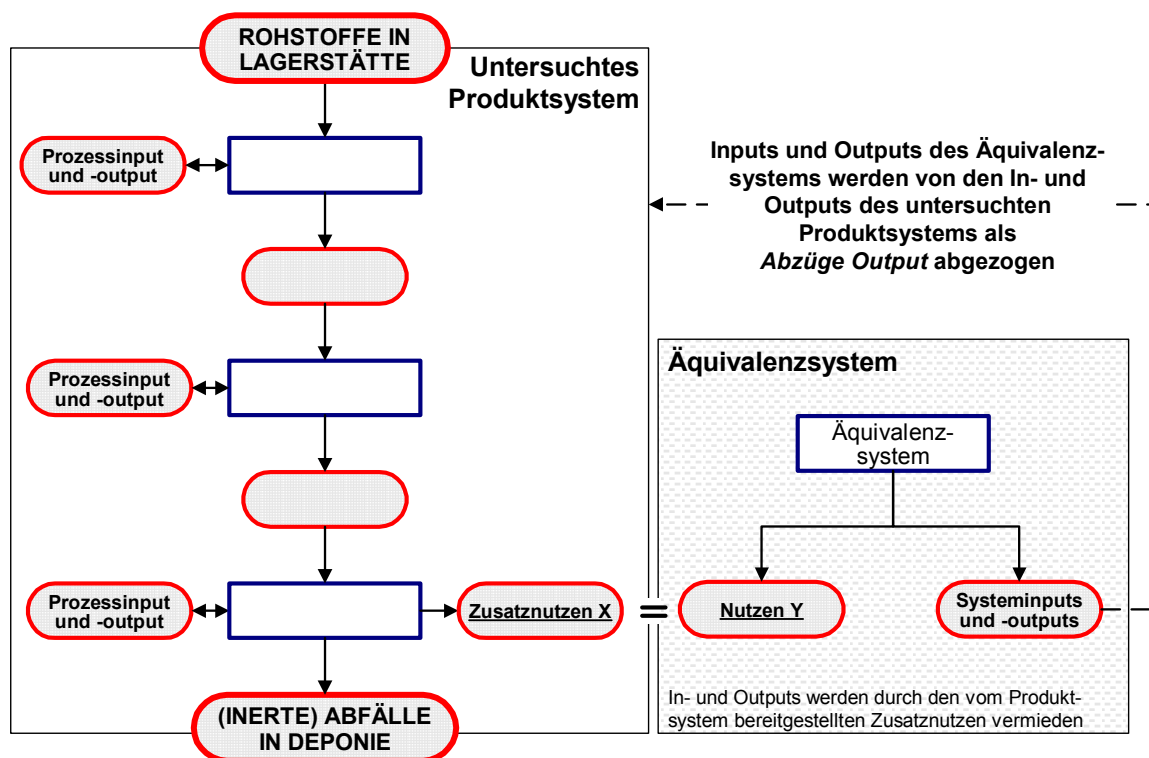 ROHSTOFFE IN
LAGERSTÄTTE
Untersuchtes
Produktsystem
Prozessinput
und -output
Inputs und Outputs des Äquivalenz-
systems werden von den In- und
Outputs des untersuchten
Produktsystems als
Abzüge Output abgezogen
Prozessinput
und -output
Äquivalenzsystem
Äquivalenz-
system
Prozessinput
und -output
Zusatznutzen X
=
Nutzen Y
Systeminputs
und -outputs
(INERTE) ABFÄLLE
IN DEPONIE
In- und Outputs werden durch den vom Produkt-
system bereitgestellten Zusatznutzen vermieden